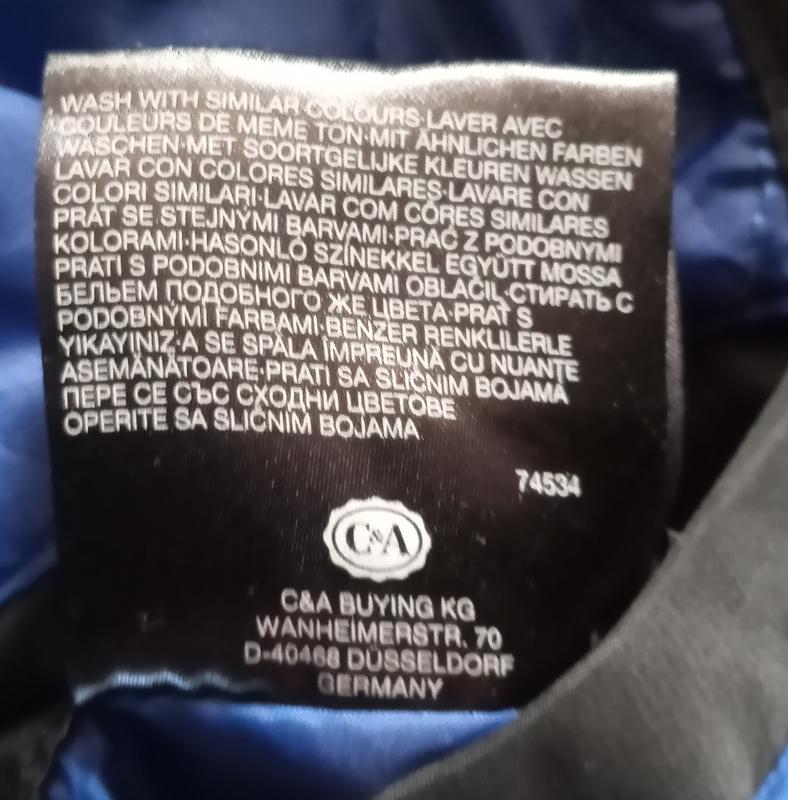 WASH WITH SIMILAR COLOURS·LAVER AVEC
COULEURS DE MEME TON·MIT ÄHNLICHEN FARBEN
WASCHEN·MET SOORTGELIJKE KLEUREN WASSEN
LAVAR CON COLORES SIMILARES·LAVARE CON
COLORI SIMILARI·LAVAR COM CORES SIMILARES
PRÁT SE STEJNÝMI BARVAMI·PRAĆ Z PODOBNYMI
KOLORAMI·HASONLÓ SZÍNEKKEL EGYÜTT MOSSA
PRATI S PODOBNIMI BARVAMI OBLAČIL·СТИРАТЬ С
БЕЛЬЕМ ПОДОБНОГО ЖЕ ЦВЕТА·PRAŤ S
PODOBNÝMI FARBAMI·BENZER RENKLILERLE
YIKAYINIZ·A SE SPĂLA ÎMPREUNĂ CU NUANŢE
ASEMĂNĂTOARE·PRATI SA SLIČNIM BOJAMA
ПЕРЕ СЕ СЪС СХОДНИ ЦВЕТОВЕ
OPERITE SA SLIČNIM BOJAMA
74534
C&A
C&A BUYING KG
WANHEIMERSTR. 70
D-40468 DÜSSELDORF
GERMANY